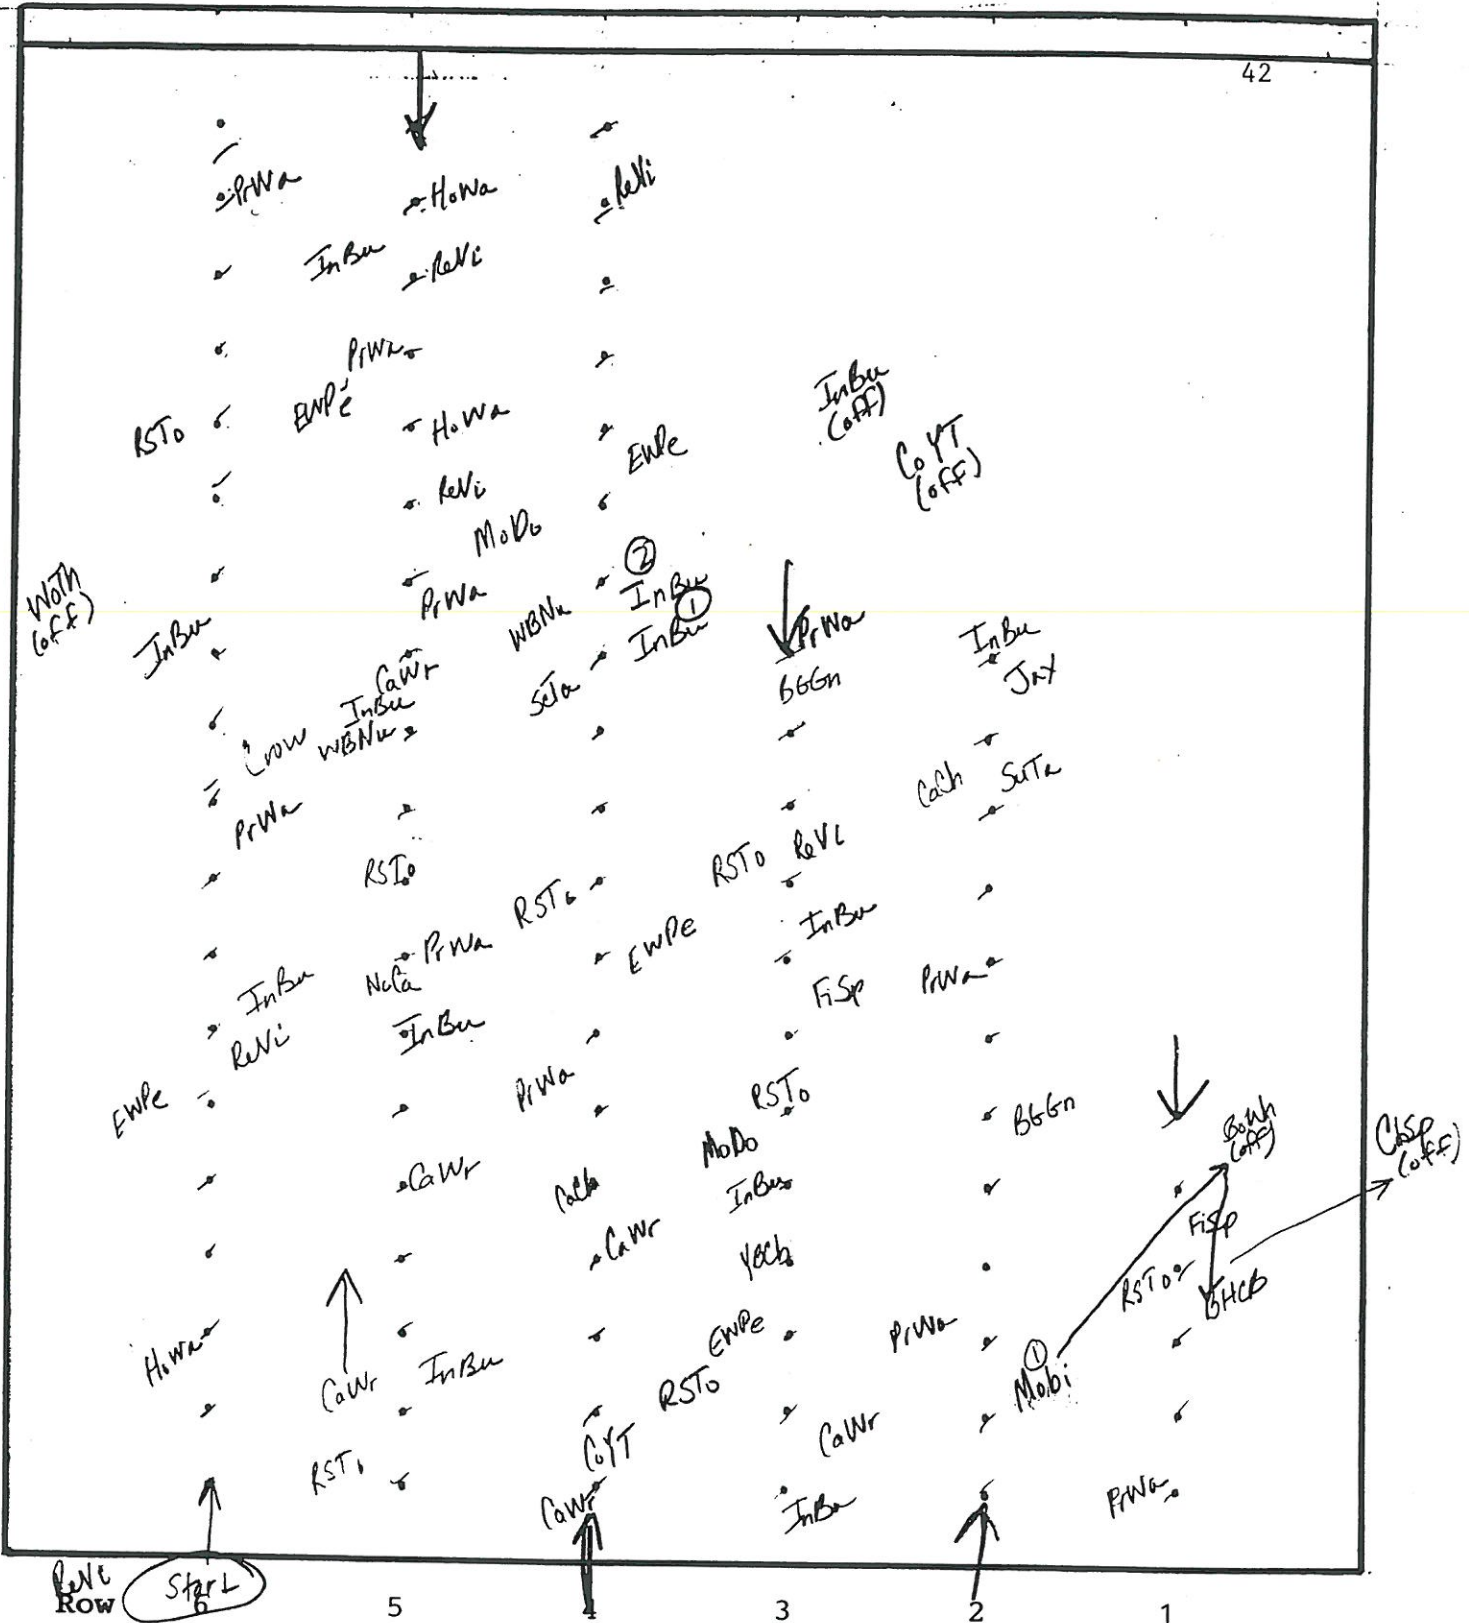 42
PrWa
HoWa
ReVi
InBu
ReVi
PrWa
EWPe
HoWa
RSTo
EWPe
InBu
(off)
CoYT
(off)
ReVi
MoDo
②
InBu
WoTh
(off)
PrWa
WBNu
①
InBu
PrWa
InBu
InBu
CaWr
ScTa
BGGn
Jay
InBu
Crow
WBNu
CaCh
SuTa
PrWa
RSTo
RSTo
ReVi
RSTo
InBu
PrWa
EWPe
InBu
NoCa
FiSp
PrWa
InBu
ReVi
PrWa
RSTo
EWPe
BGGn
BoWh
(off)
ChSp
(off)
MoDo
CaWr
CaCh
InBu
CaWr
FiSp
YBCh
RSTo
BHCB
HoWa
EWPe
PrWa
①
Mobi
CaWr
InBu
RSTo
CaWr
CoYT
RSTo
CaWr
InBu
PrWa
ReVi
Start
Row 6 5 4 3 2 1